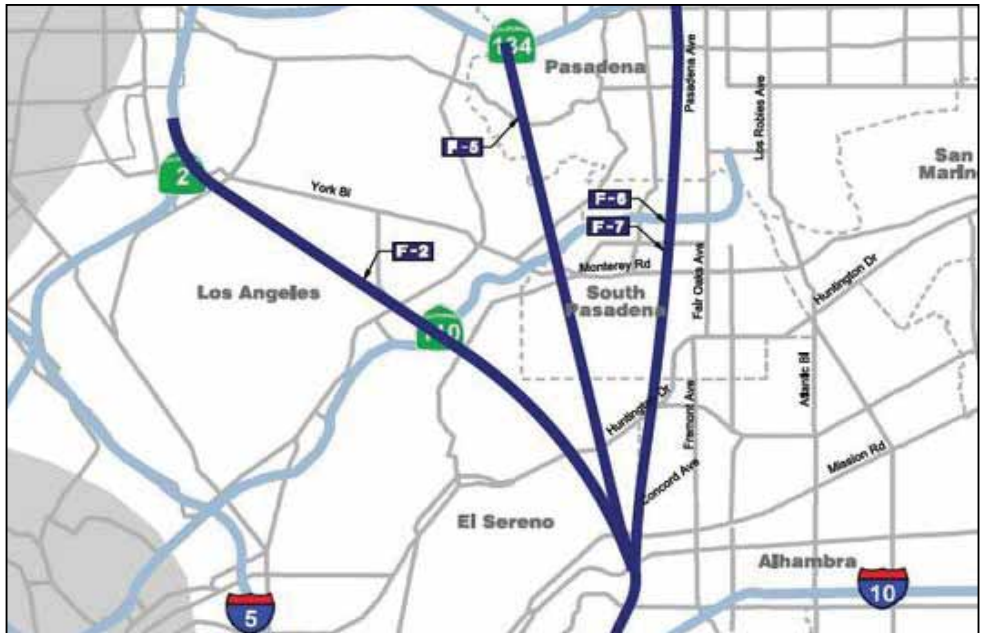 134
Pasadena
Pasadena Ave
Los Robles Ave
F-5
San
Marin
2
York Bl
F-6
F-7
F-2
Monterey Rd
Fair Oaks Ave
Huntington Dr
Los Angeles
South
Pasadena
110
Atlantic Bl
Huntington Dr
Fremont Ave
Mission Rd
Concord Ave
El Sereno
Alhambra
10
5